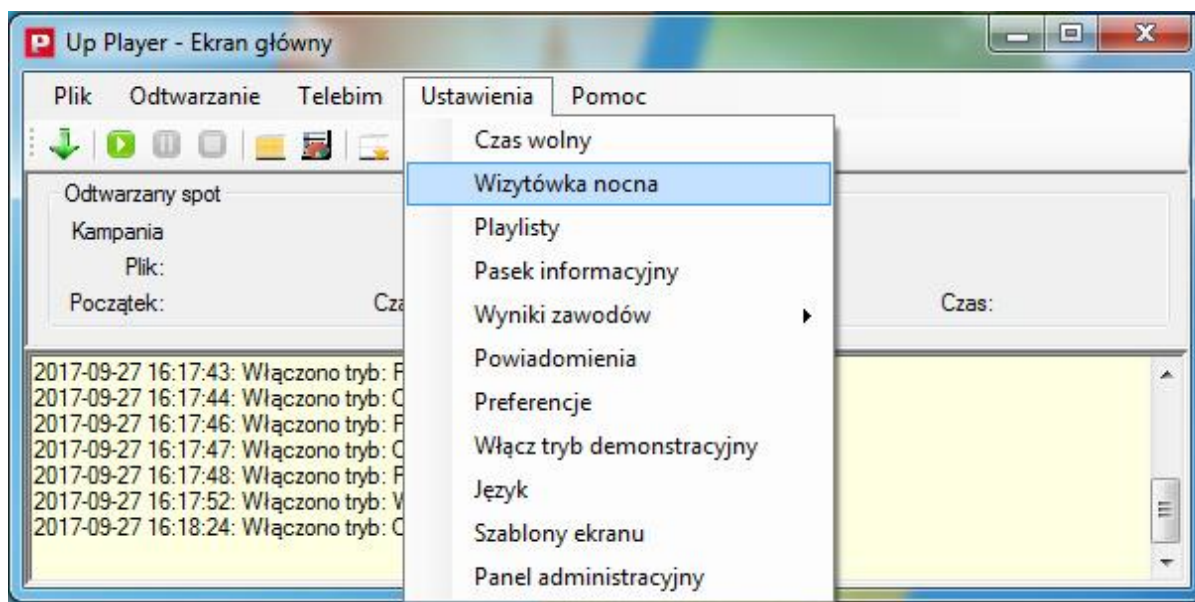 P Up Player - Ekran główny
Plik Odtwarzanie Telebim Ustawienia Pomoc
Czas wolny
Wizytówka nocna
Playlisty
Pasek informacyjny
Wyniki zawodów
Powiadomienia
Preferencje
Włącz tryb demonstracyjny
Język
Szablony ekranu
Panel administracyjny
Odtwarzany spot
Kampania
Plik:
Początek:
Czas:
2017-09-27 16:17:43: Włączono tryb:
2017-09-27 16:17:44: Włączono tryb:
2017-09-27 16:17:46: Włączono tryb:
2017-09-27 16:17:47: Włączono tryb:
2017-09-27 16:17:48: Włączono tryb:
2017-09-27 16:17:52: Włączono tryb:
2017-09-27 16:18:24: Włączono tryb: